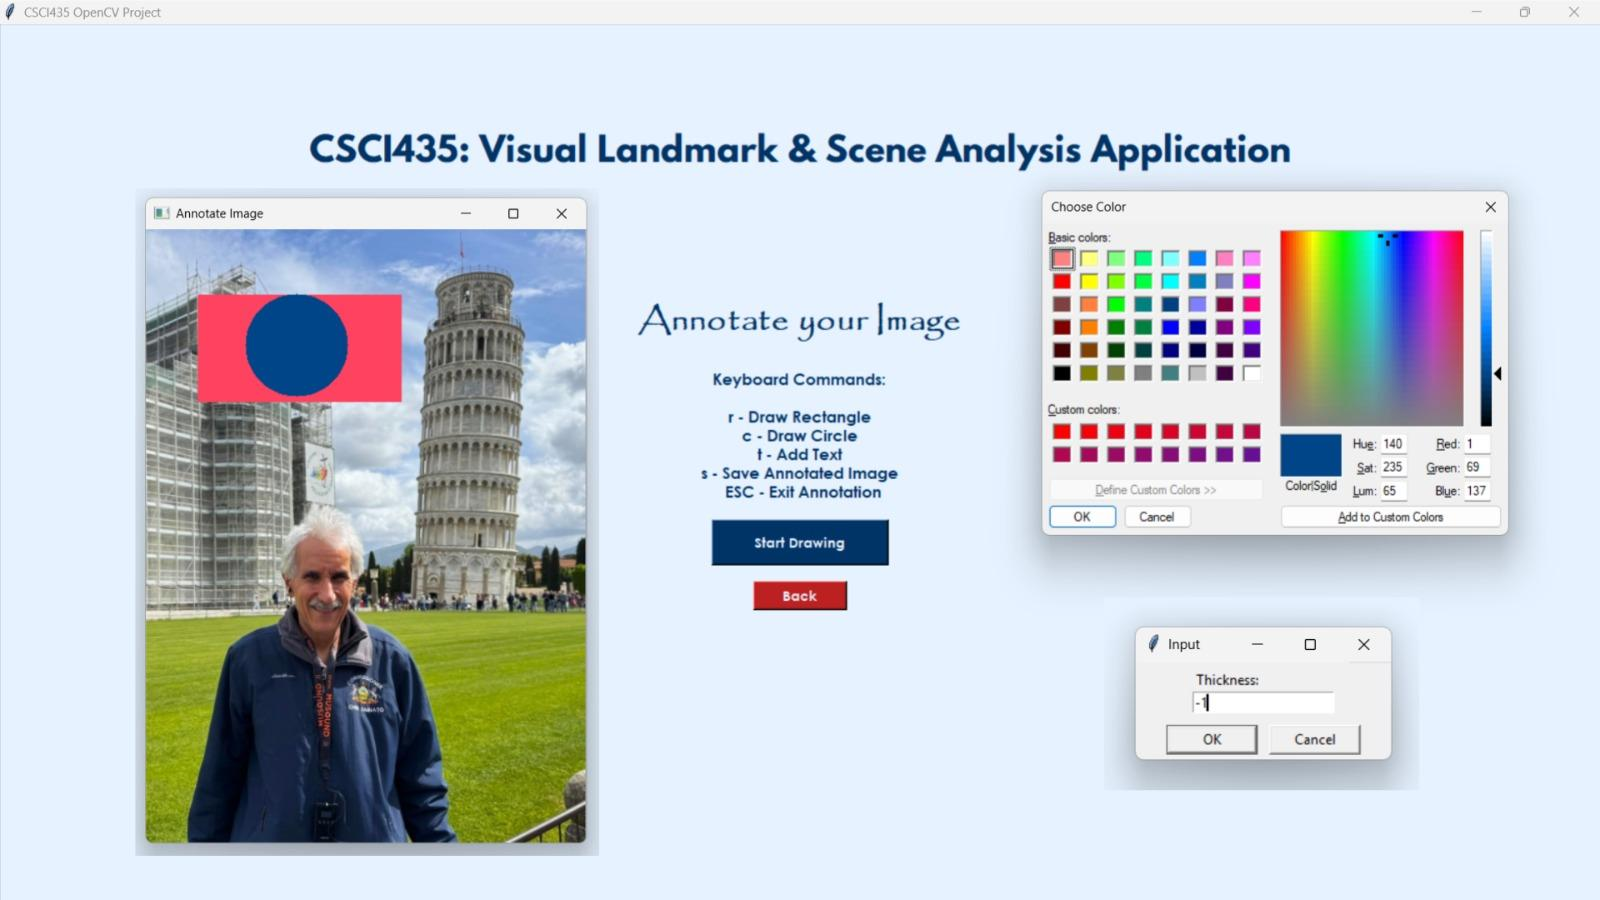 CSCI435 OpenCV Project
CSCI435: Visual Landmark & Scene Analysis Application
Annotate Image
Annotate your Image
Keyboard Commands:
r - Draw Rectangle
c - Draw Circle
t - Add Text
s - Save Annotated Image
ESC - Exit Annotation
Start Drawing
Back
Choose Color
Basic colors:
Custom colors:
Define Custom Colors >>
OK Cancel
Hue: 140 Red: 1
Sat: 235 Green: 69
Color|Solid Lum: 65 Blue: 137
Add to Custom Colors
Input
Thickness:
-1
OK Cancel